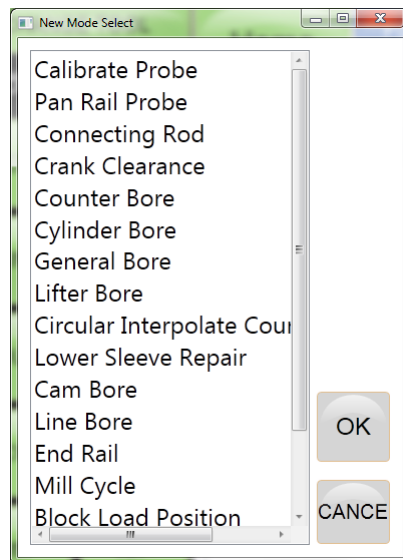 New Mode Select
Calibrate Probe
Pan Rail Probe
Connecting Rod
Crank Clearance
Counter Bore
Cylinder Bore
General Bore
Lifter Bore
Circular Interpolate Cour
Lower Sleeve Repair
Cam Bore
Line Bore
End Rail
Mill Cycle
Block Load Position
OK
CANCE